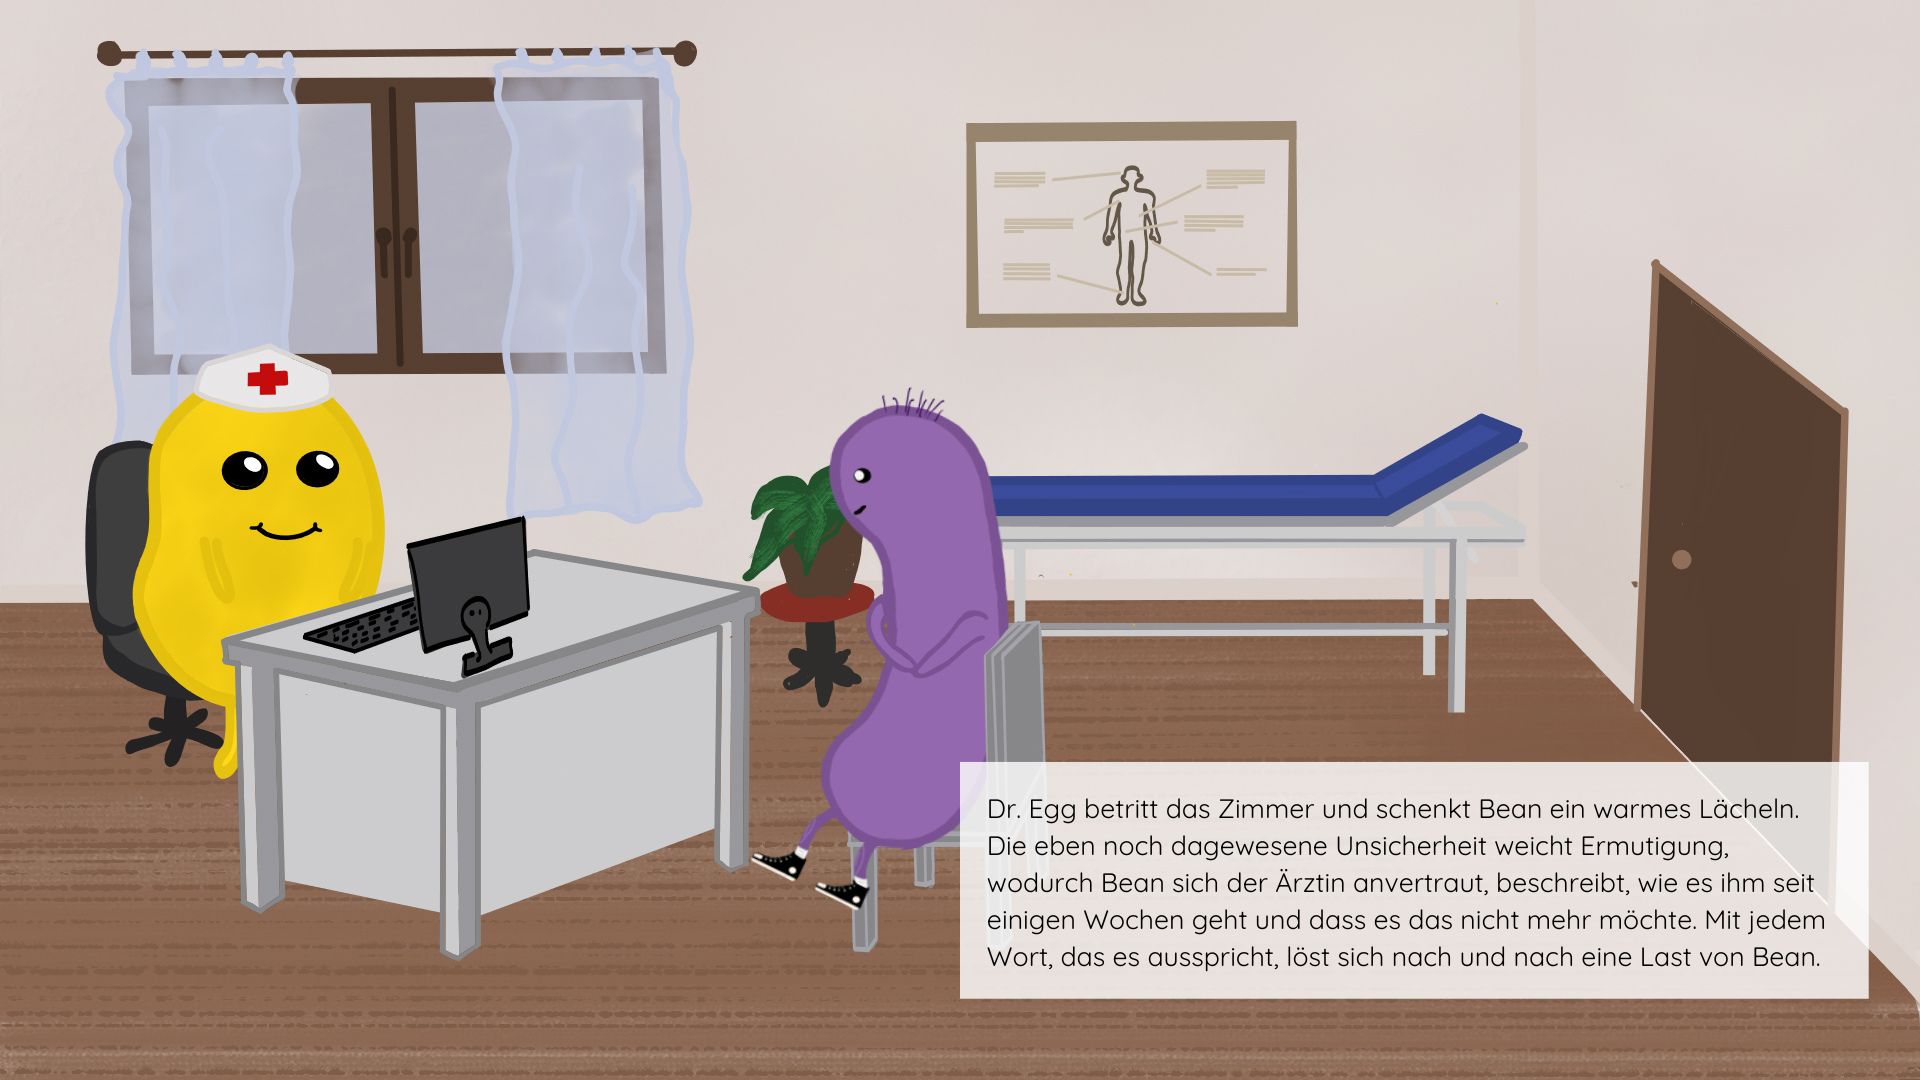 Dr. Egg betritt das Zimmer und schenkt Bean ein warmes Lächeln.
Die eben noch dagewesene Unsicherheit weicht Ermutigung,
wodurch Bean sich der Ärztin anvertraut, beschreibt, wie es ihm seit
einigen Wochen geht und dass es das nicht mehr möchte. Mit jedem
Wort, das es ausspricht, löst sich nach und nach eine Last von Bean.